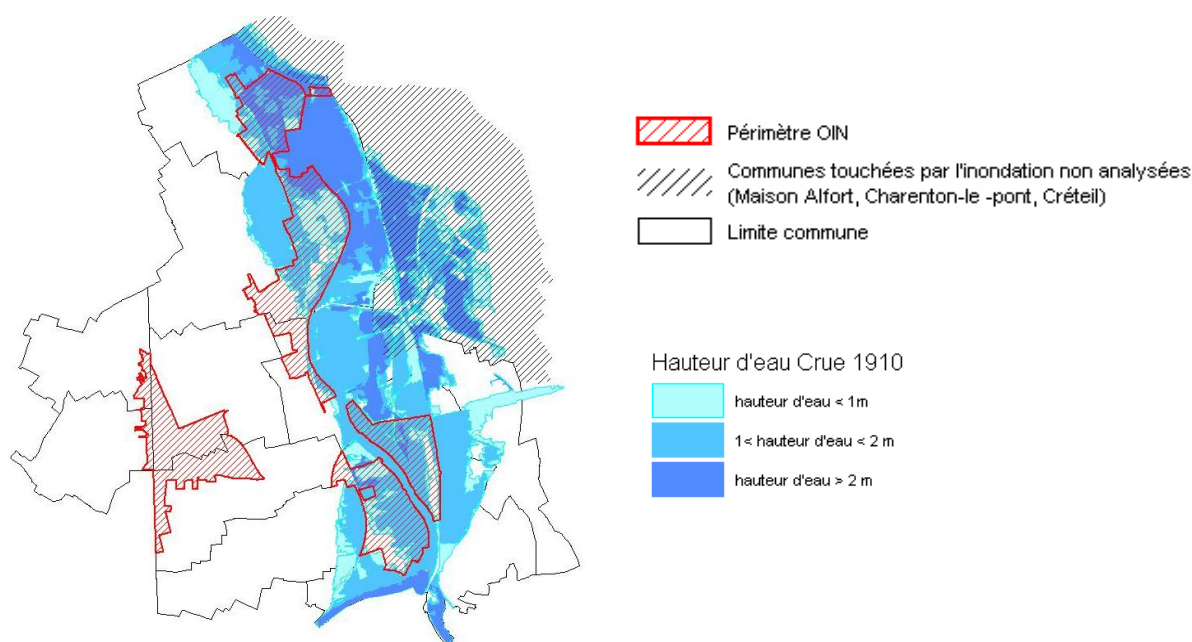 Périmètre OIN
Communes touchées par l'inondation non analysées
(Maison Alfort, Charenton-le -pont, Créteil)
Limite commune
Hauteur d'eau Crue 1910
hauteur d'eau < 1m
1< hauteur d'eau < 2 m
hauteur d'eau > 2 m